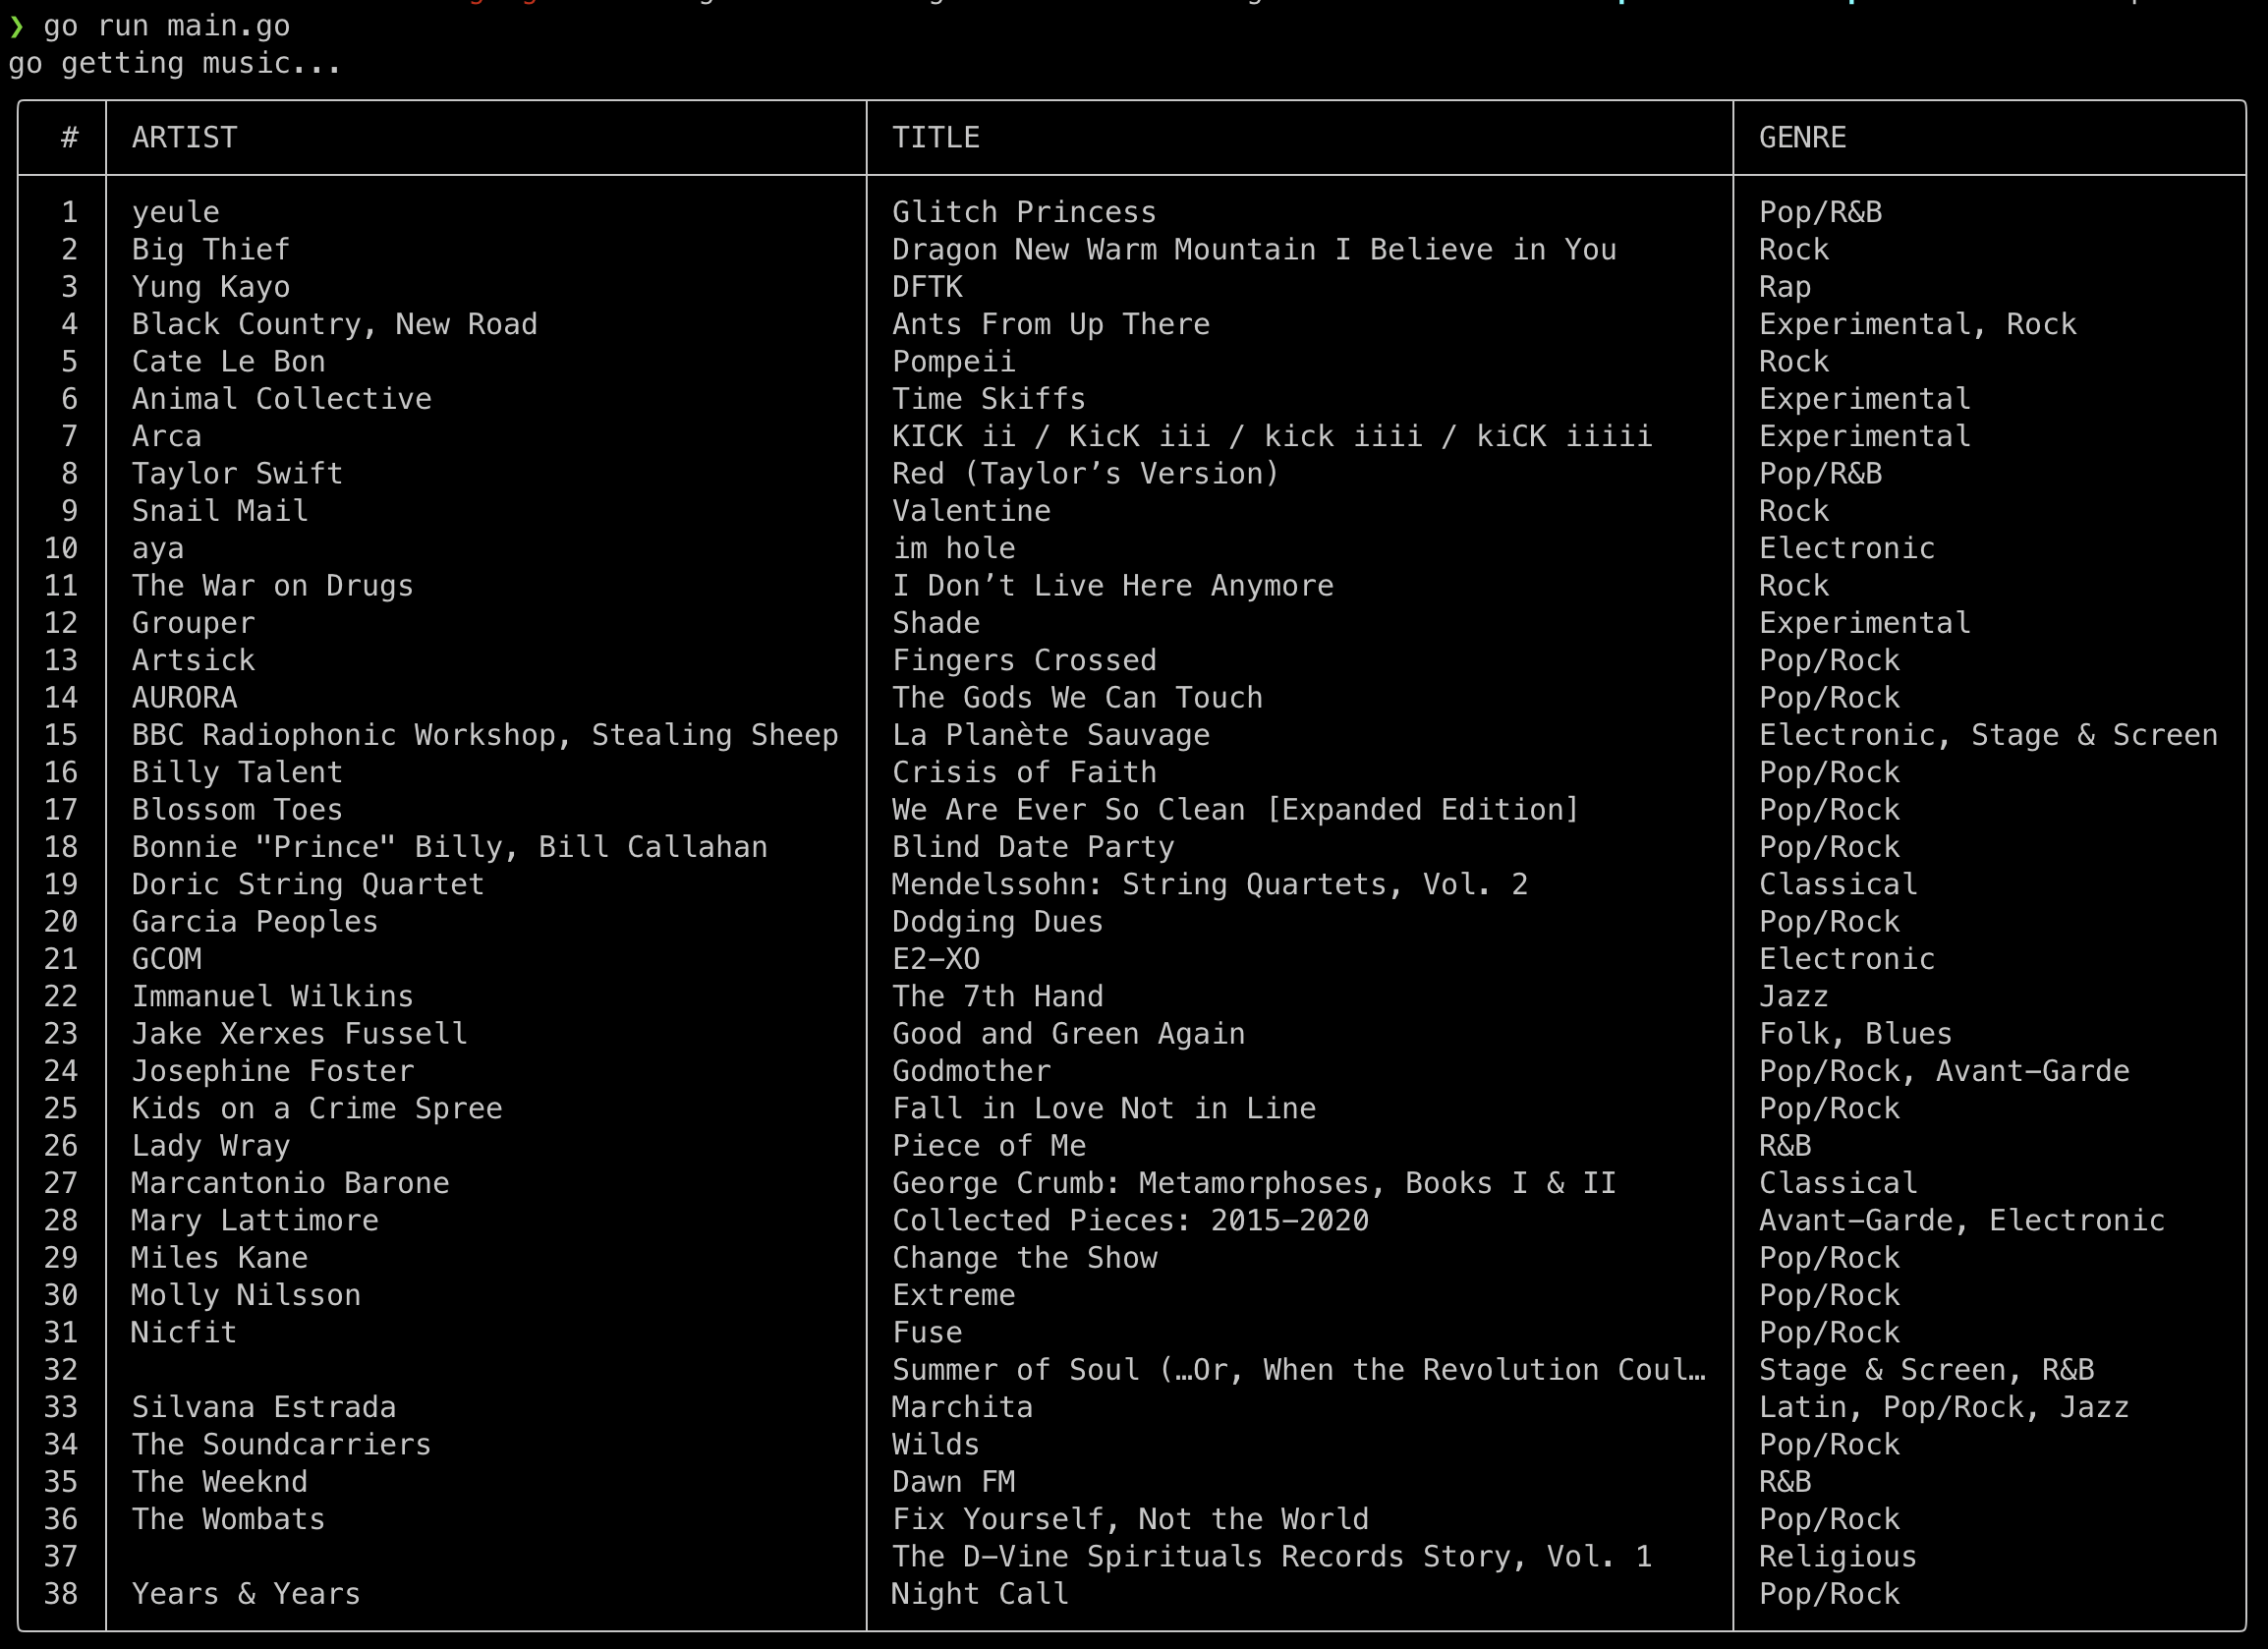 ❯ go run main.go
go getting music...
# ARTIST TITLE GENRE
1 yeule Glitch Princess Pop/R&B
2 Big Thief Dragon New Warm Mountain I Believe in You Rock
3 Yung Kayo DFTK Rap
4 Black Country, New Road Ants From Up There Experimental, Rock
5 Cate Le Bon Pompeii Rock
6 Animal Collective Time Skiffs Experimental
7 Arca KICK ii / KicK iii / kick iiii / kiCK iiiii Experimental
8 Taylor Swift Red (Taylor’s Version) Pop/R&B
9 Snail Mail Valentine Rock
10 aya im hole Electronic
11 The War on Drugs I Don’t Live Here Anymore Rock
12 Grouper Shade Experimental
13 Artsick Fingers Crossed Pop/Rock
14 AURORA The Gods We Can Touch Pop/Rock
15 BBC Radiophonic Workshop, Stealing Sheep La Planète Sauvage Electronic, Stage & Screen
16 Billy Talent Crisis of Faith Pop/Rock
17 Blossom Toes We Are Ever So Clean [Expanded Edition] Pop/Rock
18 Bonnie "Prince" Billy, Bill Callahan Blind Date Party Pop/Rock
19 Doric String Quartet Mendelssohn: String Quartets, Vol. 2 Classical
20 Garcia Peoples Dodging Dues Pop/Rock
21 GCOM E2-XO Electronic
22 Immanuel Wilkins The 7th Hand Jazz
23 Jake Xerxes Fussell Good and Green Again Folk, Blues
24 Josephine Foster Godmother Pop/Rock, Avant-Garde
25 Kids on a Crime Spree Fall in Love Not in Line Pop/Rock
26 Lady Wray Piece of Me R&B
27 Marcantonio Barone George Crumb: Metamorphoses, Books I & II Classical
28 Mary Lattimore Collected Pieces: 2015-2020 Avant-Garde, Electronic
29 Miles Kane Change the Show Pop/Rock
30 Molly Nilsson Extreme Pop/Rock
31 Nicfit Fuse Pop/Rock
32 Summer of Soul (…Or, When the Revolution Coul… Stage & Screen, R&B
33 Silvana Estrada Marchita Latin, Pop/Rock, Jazz
34 The Soundcarriers Wilds Pop/Rock
35 The Weeknd Dawn FM R&B
36 The Wombats Fix Yourself, Not the World Pop/Rock
37 The D-Vine Spirituals Records Story, Vol. 1 Religious
38 Years & Years Night Call Pop/Rock